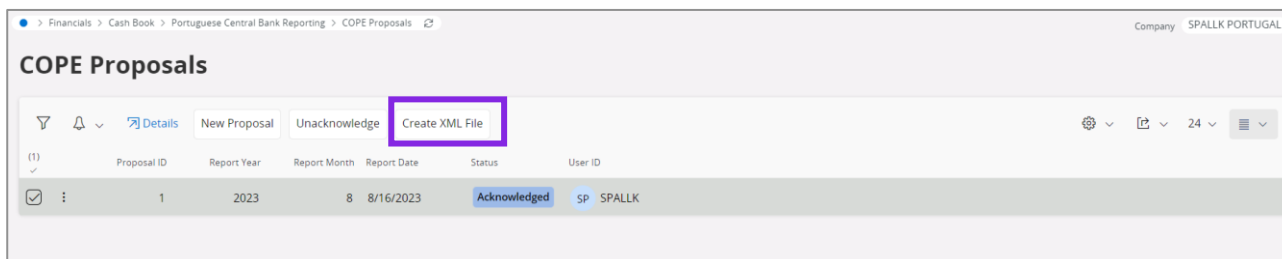 > Financials > Cash Book > Portuguese Central Bank Reporting > COPE Proposals
Company SPALLK PORTUGAL
COPE Proposals
Details New Proposal Unacknowledge Create XML File 24
(1) Proposal ID Report Year Report Month Report Date Status User ID
1 2023 8 8/16/2023 Acknowledged SP SPALLK